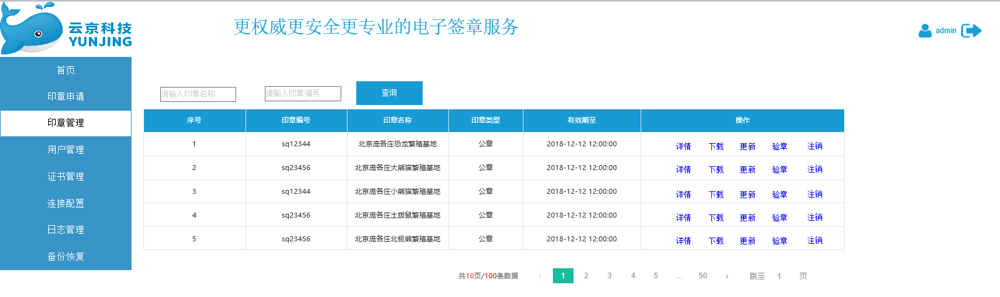 云京科技
YUNJING
更权威更安全更专业的电子签章服务
admin
首页
印章申请
印章管理
用户管理
证书管理
连接配置
日志管理
备份恢复
请输入印章名称 请输入印章编号 查询
序号 印章编号 印章名称 印章类型 有效期至 操作
1 sq12344 北京庞各庄恐龙繁殖基地 公章 2018-12-12 12:00:00 详情 下载 更新 验章 注销
2 sq23456 北京庞各庄大熊猫繁殖基地 公章 2018-12-12 12:00:00 详情 下载 更新 验章 注销
3 sq12344 北京庞各庄小熊猫繁殖基地 公章 2018-12-12 12:00:00 详情 下载 更新 验章 注销
4 sq23456 北京庞各庄土拨鼠繁殖基地 公章 2018-12-12 12:00:00 详情 下载 更新 验章 注销
5 sq23456 北京庞各庄北极熊繁殖基地 公章 2018-12-12 12:00:00 详情 下载 更新 验章 注销
共10页/100条数据 ‹ 1 2 3 4 5 ... 50 › 跳至 1 页